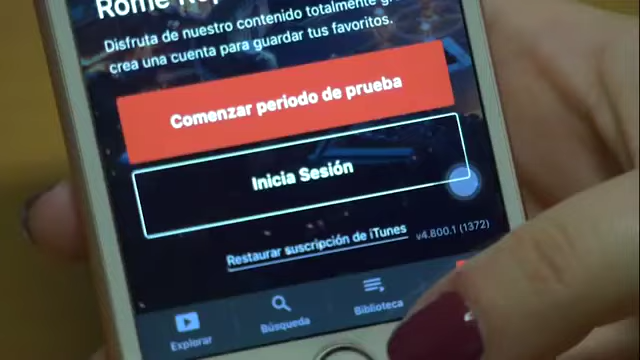 Rome
Disfruta de nuestro contenido totalmente
crea una cuenta para guardar tus favoritos.
Comenzar periodo de prueba
Inicia Sesión
Restaurar suscripción de iTunes
v4.800.1 (1372)
Explorar
Búsqueda
Biblioteca